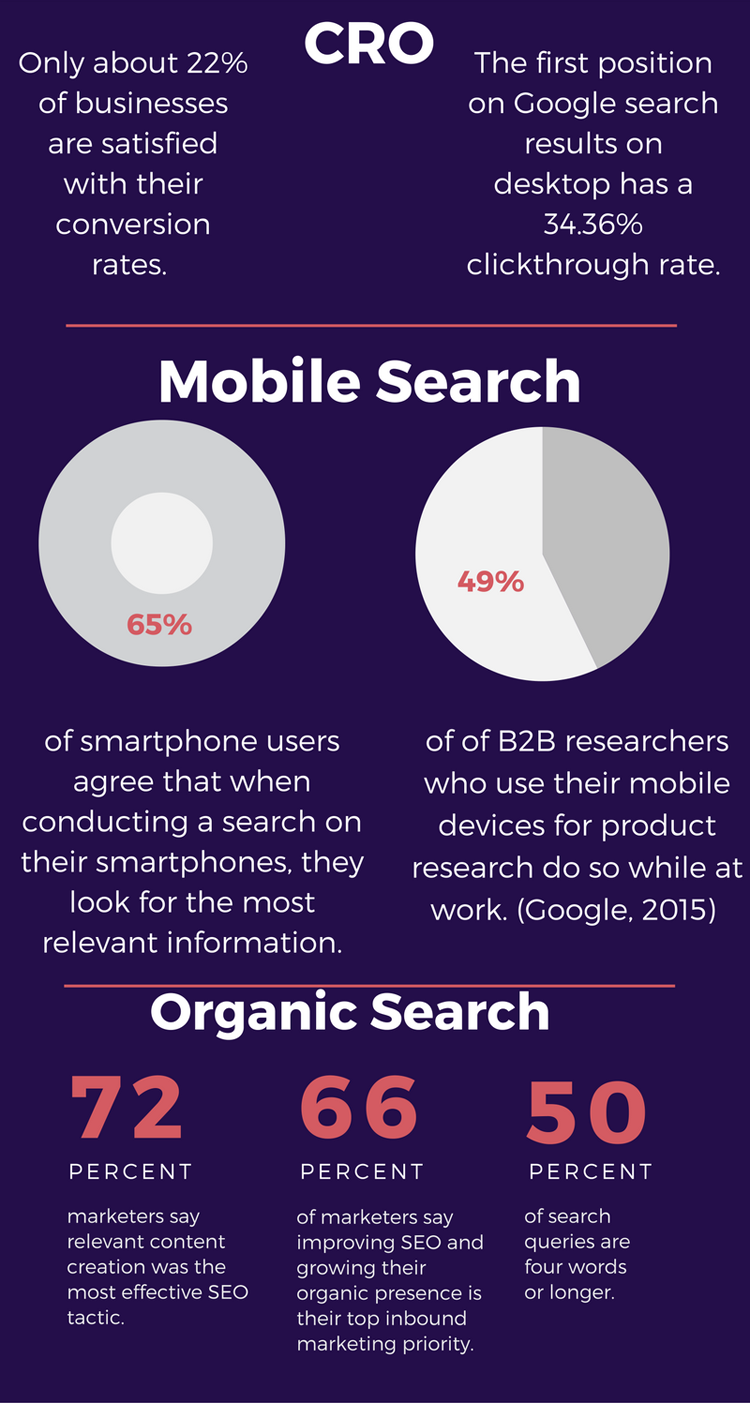 CRO
Only about 22%
of businesses
are satisfied
with their
conversion
rates.
The first position
on Google search
results on
desktop has a
34.36%
clickthrough rate.
Mobile Search
65%
of smartphone users
agree that when
conducting a search on
their smartphones, they
look for the most
relevant information.
49%
of of B2B researchers
who use their mobile
devices for product
research do so while at
work. (Google, 2015)
Organic Search
72
PERCENT
marketers say
relevant content
creation was the
most effective SEO
tactic.
66
PERCENT
of marketers say
improving SEO and
growing their
organic presence is
their top inbound
marketing priority.
50
PERCENT
of search
queries are
four words
or longer.